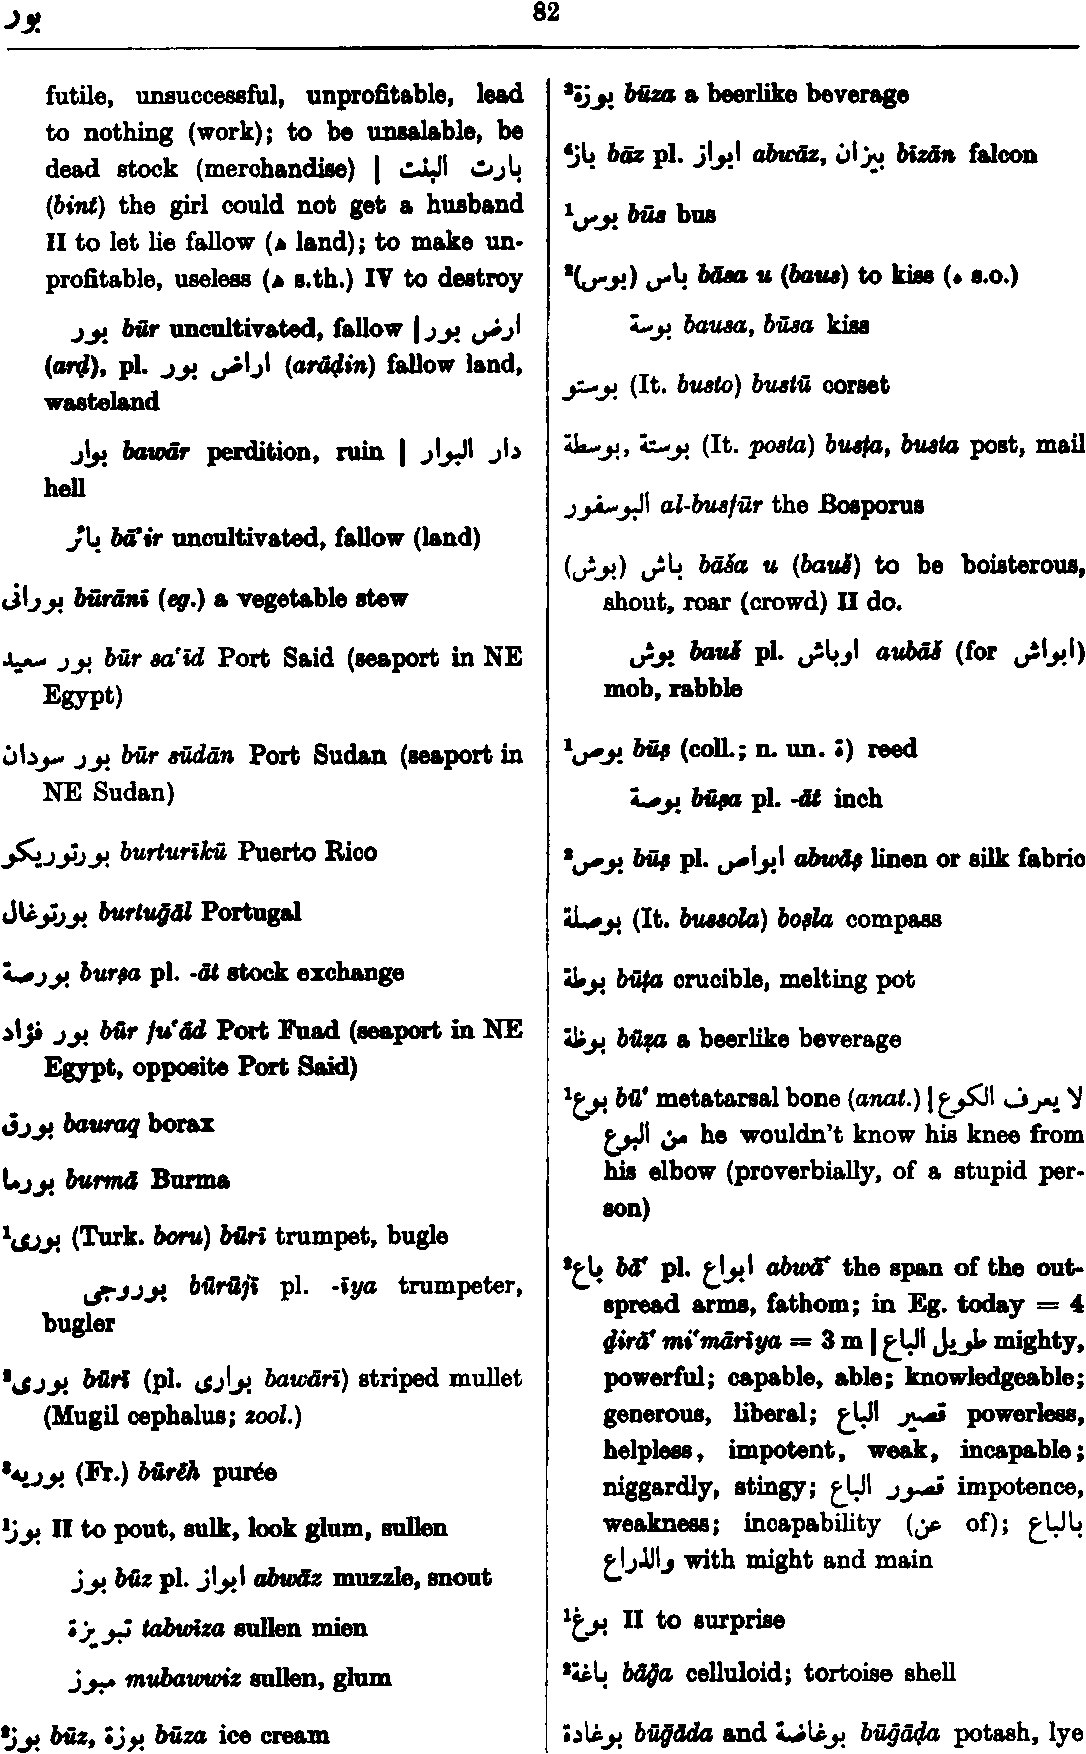 بور
82
futile, unsuccessful, unprofitable, lead
to nothing (work); to be unsalable, be
dead stock (merchandise) | بارت البنت
(bint) the girl could not get a husband
II to let lie fallow (ه land); to make un-
profitable, useless (ه s.th.) IV to destroy
بور būr uncultivated, fallow | ارض بور
(arḍ), pl. اراض بور (arāḍin) fallow land,
wasteland
بوار bawār perdition, ruin | دار البوار
hell
بائر bā'ir uncultivated, fallow (land)
بورانى būrānī (eg.) a vegetable stew
بور سعيد būr sa‘īd Port Said (seaport in NE
Egypt)
بور سودان būr sūdān Port Sudan (seaport in
NE Sudan)
بورتوريكو burturīkū Puerto Rico
بورتوغال burtuḡāl Portugal
بورصة burṣa pl. -āt stock exchange
بور فؤاد būr fu’ād Port Fuad (seaport in NE
Egypt, opposite Port Said)
بورق bauraq borax
بورما burmā Burma
¹بورى (Turk. boru) būrī trumpet, bugle
بوروجى būrūjī pl. -īya trumpeter,
bugler
²بورى būrī (pl. بوارى bawārī) striped mullet
(Mugil cephalus; zool.)
³بوريه (Fr.) būrēh purée
¹بوز II to pout, sulk, look glum, sullen
بوز būz pl. ابواز abwāz muzzle, snout
تبويزة tabwīza sullen mien
مبوز mubawwiz sullen, glum
²بوز būz, بوزة būza ice cream
³بوزة būza a beerlike beverage
⁴باز bāz pl. ابواز abwāz, بيزان bīzān falcon
¹بوس būs bus
²(بوس) باس bāsa u (baus) to kiss (ه s.o.)
بوسة bausa, būsa kiss
بوستو (It. busto) bustū corset
بوستة, بوسطة (It. posta) busṭa, busta post, mail
البوسفور al-busfūr the Bosporus
(بوش) باش bāša u (bauš) to be boisterous,
shout, roar (crowd) II do.
بوش bauš pl. اوباش aubāš (for ابواش)
mob, rabble
¹بوص būṣ (coll.; n. un. ة) reed
بوصة būṣa pl. -āt inch
²بوص būṣ pl. ابواص abwāṣ linen or silk fabric
بوصلة (It. bussola) boṣla compass
بوطة būṭa crucible, melting pot
بوظة būẓa a beerlike beverage
¹بوع bū‘ metatarsal bone (anat.) | لا يعرف الكوع
من البوع he wouldn't know his knee from
his elbow (proverbially, of a stupid per-
son)
²باع bā‘ pl. ابواع abwā‘ the span of the out-
spread arms, fathom; in Eg. today = 4
ḏirā‘ mi‘mārīya = 3 m | طويل الباع mighty,
powerful; capable, able; knowledgeable;
generous, liberal; قصير الباع powerless,
helpless, impotent, weak, incapable;
niggardly, stingy; قصور الباع impotence,
weakness; incapability (عن of); بالباع
والذراع with might and main
¹بوغ II to surprise
²باغة bāḡa celluloid; tortoise shell
بوغادة būḡāda and بوغاضة būḡāḍa potash, lye